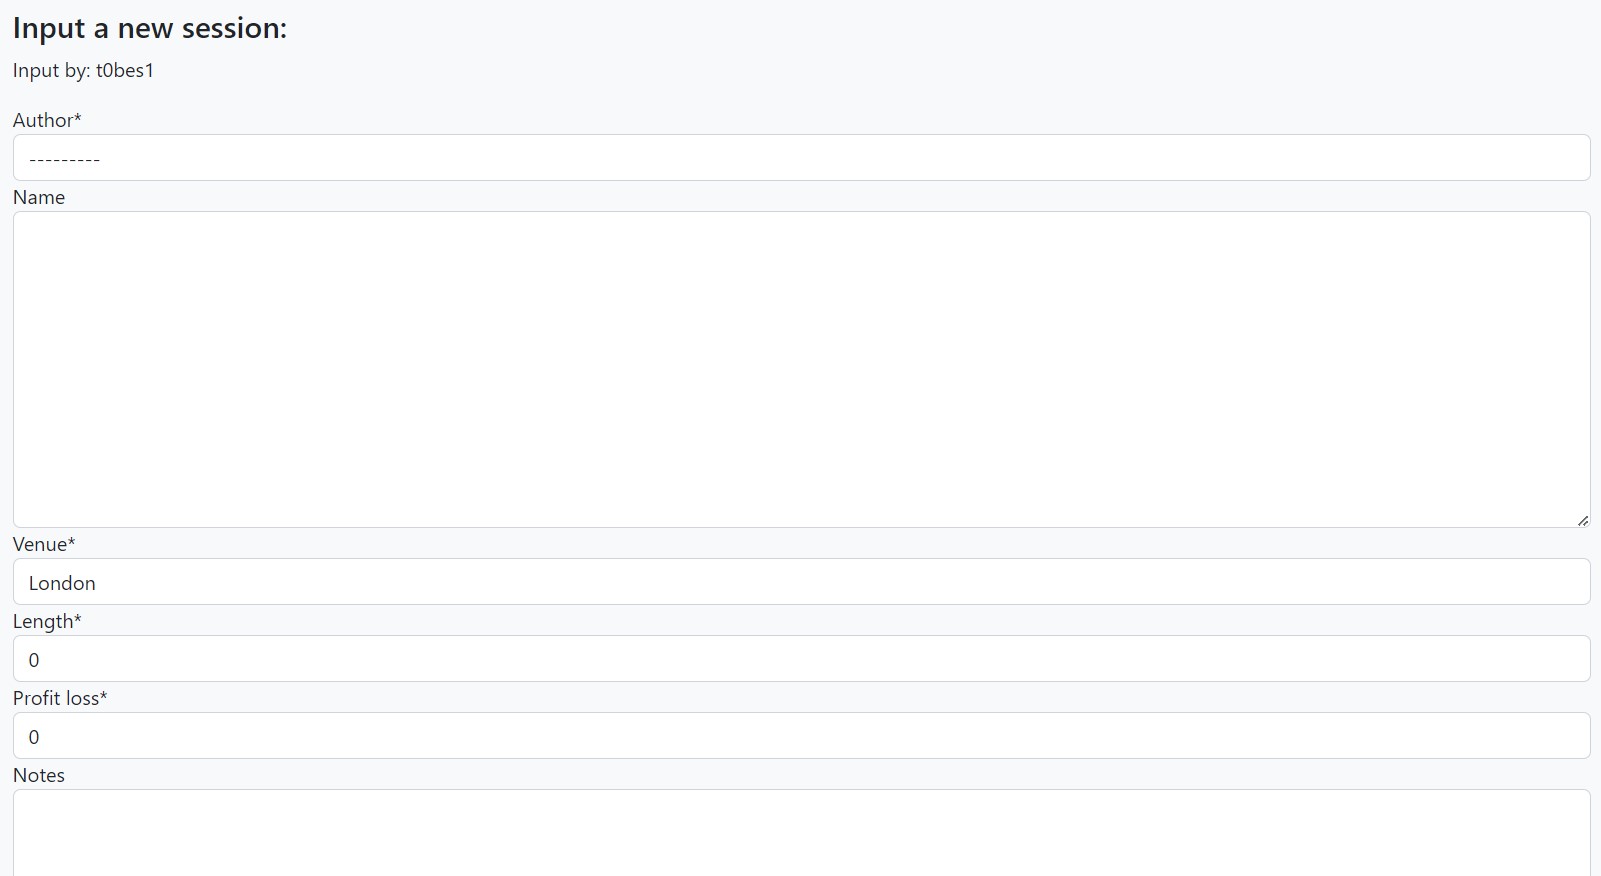 Input a new session:
Input by: t0bes1
Author*
---------
Name
Venue*
London
Length*
0
Profit loss*
0
Notes